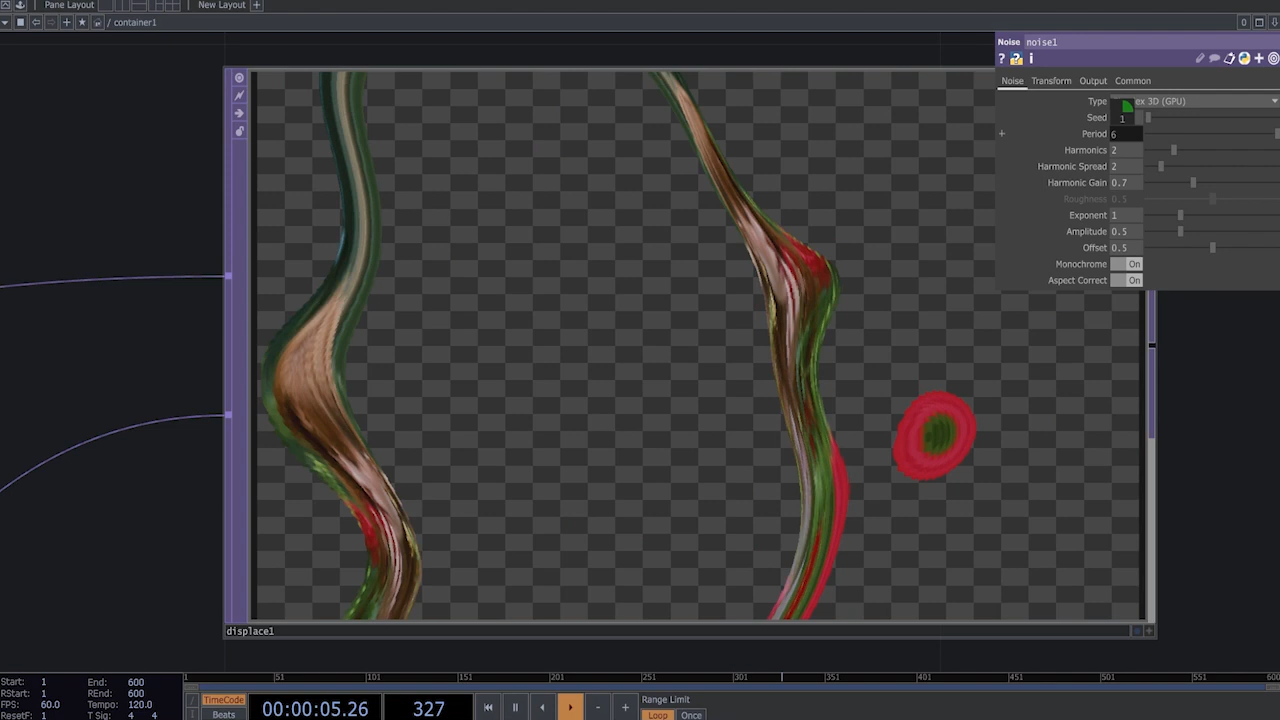 Pane Layout New Layout +
/ container1 0
Noise noise1
? i
Noise Transform Output Common
Type ex 3D (GPU)
Seed 1
Period 6
Harmonics 2
Harmonic Spread 2
Harmonic Gain 0.7
Roughness 0.5
Exponent 1
Amplitude 0.5
Offset 0.5
Monochrome On
Aspect Correct On
displace1
1 51 101 151 201 251 301 351 401 451 501 551 600
Start: 1 End: 600
RStart: 1 REnd: 600
FPS: 60.0 Tempo: 120.0
ResetF: 1 T Sig: 4 4
TimeCode
Beats
00:00:05.26
327
- +
Range Limit
Loop Once